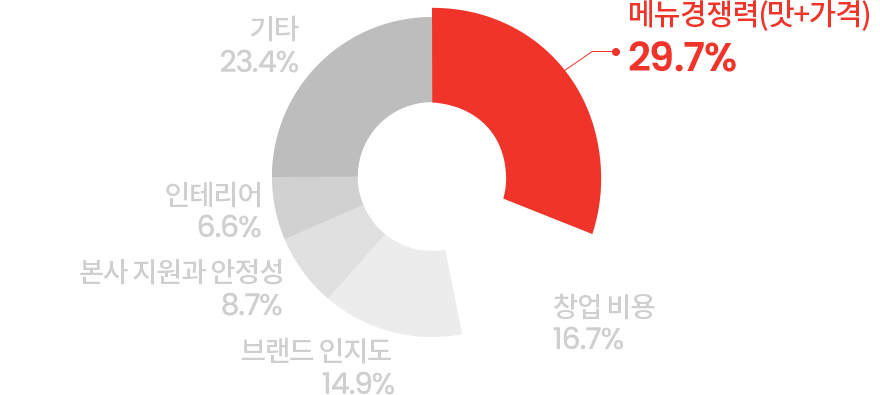 메뉴경쟁력(맛+가격)
29.7%
기타
23.4%
인테리어
6.6%
본사 지원과 안정성
8.7%
브랜드 인지도
14.9%
창업 비용
16.7%